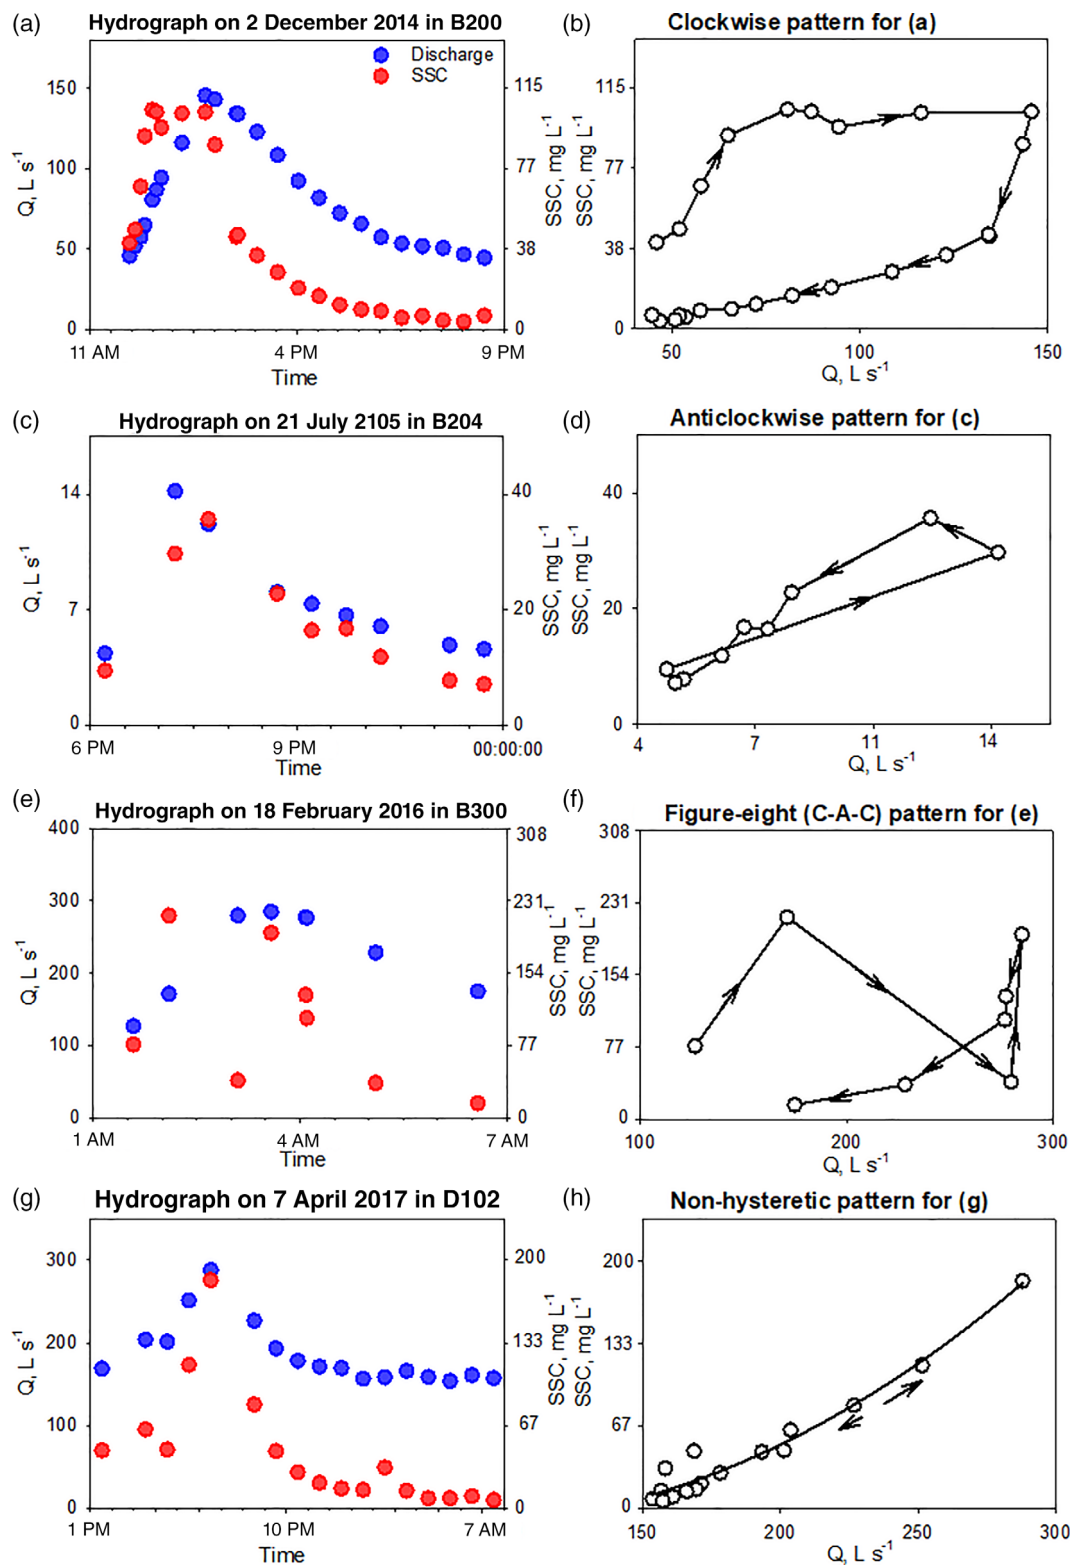 (a) Hydrograph on 2 December 2014 in B200
Discharge
SSC
150
100
50
0
115
77
38
0
Q, L s-1
SSC, mg L-1
11 AM 4 PM 9 PM
Time
(b) Clockwise pattern for (a)
115
77
38
0
SSC, mg L-1
50 100 150
Q, L s-1
(c) Hydrograph on 21 July 2105 in B204
14
7
0
40
20
0
Q, L s-1
SSC, mg L-1
6 PM 9 PM 00:00:00
Time
(d) Anticlockwise pattern for (c)
40
20
0
SSC, mg L-1
4 7 11 14
Q, L s-1
(e) Hydrograph on 18 February 2016 in B300
400
300
200
100
0
308
231
154
77
0
Q, L s-1
SSC, mg L-1
1 AM 4 AM 7 AM
Time
(f) Figure-eight (C-A-C) pattern for (e)
308
231
154
77
0
SSC, mg L-1
100 200 300
Q, L s-1
(g) Hydrograph on 7 April 2017 in D102
300
200
100
0
200
133
67
0
Q, L s-1
SSC, mg L-1
1 PM 10 PM 7 AM
Time
(h) Non-hysteretic pattern for (g)
200
133
67
0
SSC, mg L-1
150 200 250 300
Q, L s-1